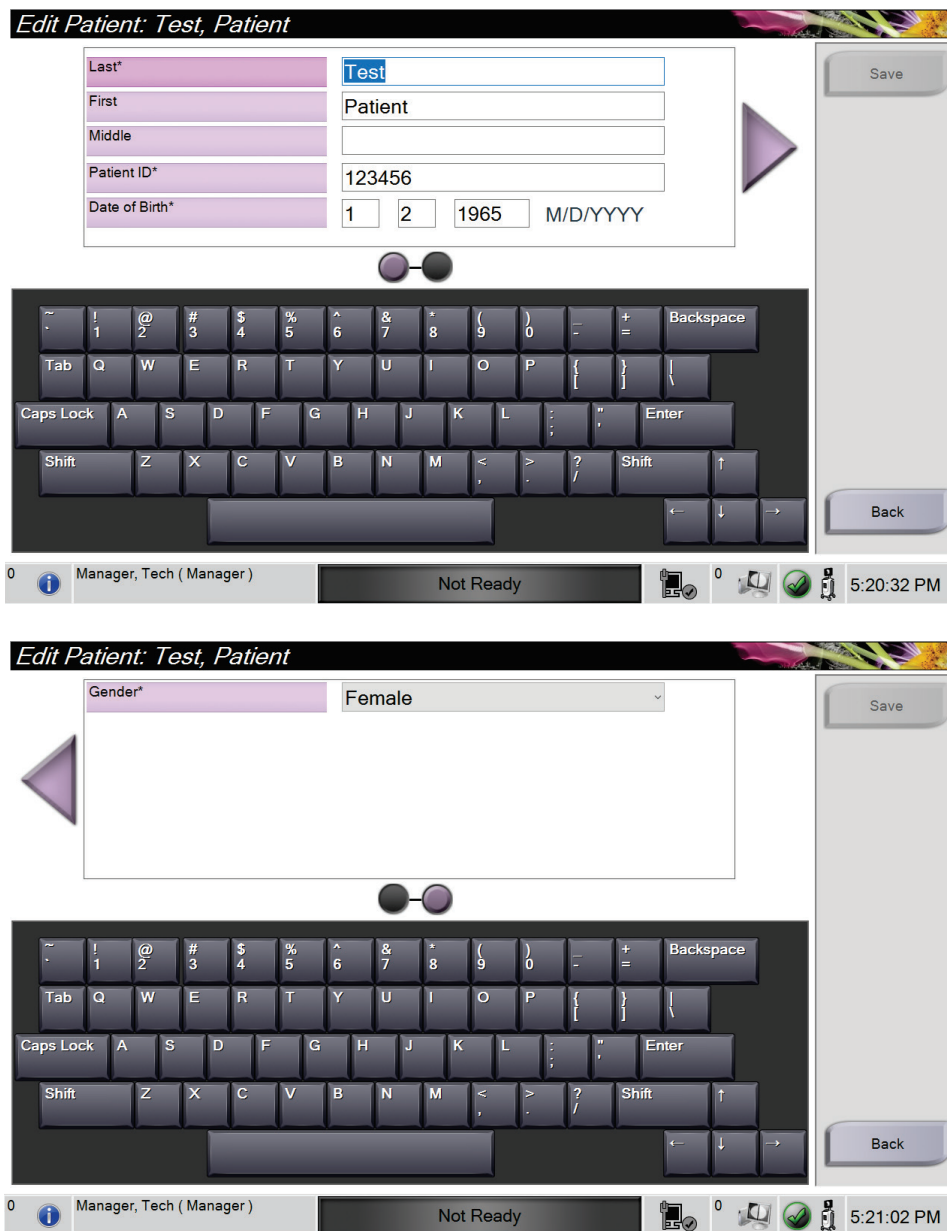 Edit Patient: Test, Patient
Last* Test
Save
First Patient
Middle
Patient ID* 123456
Date of Birth* 1 2 1965 M/D/YYYY
~ ! @ # $ % ^ & * ( ) _ + Backspace
` 1 2 3 4 5 6 7 8 9 0 - =
Tab Q W E R T Y U I O P { } |
[ ] \
Caps Lock A S D F G H J K L : " Enter
; '
Shift Z X C V B N M < > ? Shift ↑
, . /
← ↓ →
Back
0 Manager, Tech ( Manager ) Not Ready 0 5:20:32 PM
Edit Patient: Test, Patient
Gender* Female
Save
~ ! @ # $ % ^ & * ( ) _ + Backspace
` 1 2 3 4 5 6 7 8 9 0 - =
Tab Q W E R T Y U I O P { } |
[ ] \
Caps Lock A S D F G H J K L : " Enter
; '
Shift Z X C V B N M < > ? Shift ↑
, . /
← ↓ →
Back
0 Manager, Tech ( Manager ) Not Ready 0 5:21:02 PM